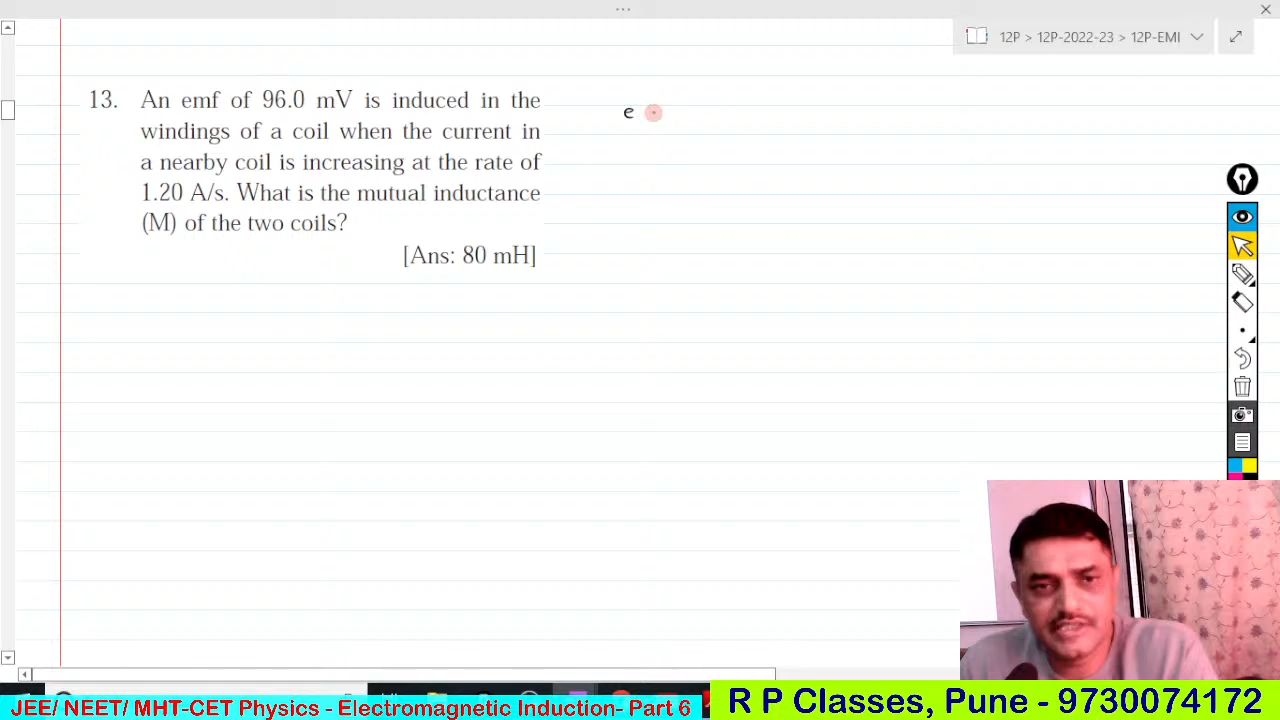 12P > 12P-2022-23 > 12P-EMI
13. An emf of 96.0 mV is induced in the
windings of a coil when the current in
a nearby coil is increasing at the rate of
1.20 A/s. What is the mutual inductance
(M) of the two coils?
[Ans: 80 mH]
e
JEE/ NEET/ MHT-CET Physics - Electromagnetic Induction- Part 6
R P Classes, Pune - 9730074172